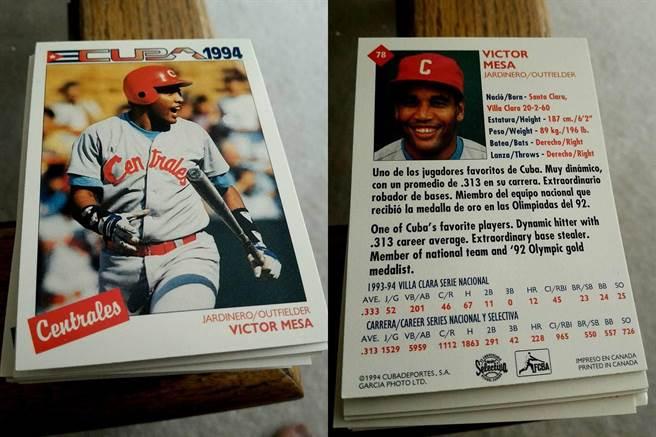 CUBA 1994
Centrales
Centrales
JARDINERO/OUTFIELDER
VICTOR MESA
78
VICTOR
MESA
JARDINERO/OUTFIELDER
C
Nació/Born - Santa Clara,
Villa Clara 20-2-60
Estatura/Height - 187 cm./6'2"
Peso/Weight - 89 kg./196 lb.
Batea/Bats - Derecho/Right
Lanza/Throws - Derecho/Right
Uno de los jugadores favoritos de Cuba. Muy dinámico,
con un promedio de .313 en su carrera. Extraordinario
robador de bases. Miembro del equipo nacional que
recibió la medalla de oro en las Olimpiadas del 92.
One of Cuba's favorite players. Dynamic hitter with
.313 career average. Extraordinary base stealer.
Member of national team and '92 Olympic gold
medalist.
1993-94 VILLA CLARA SERIE NACIONAL
AVE. J/G VB/AB C/R H 2B 3B HR CI/RBI BR/SB BB SO
.333 52 201 46 67 11 0 12 45 23 24 25
CARRERA/CAREER SERIES NACIONAL Y SELECTIVA
AVE. J/G VB/AB C/R H 2B 3B HR CI/RBI BR/SB BB SO
.313 1529 5959 1112 1863 291 42 228 965 550 557 726
©1994 CUBADEPORTES, S.A.
GARCIA PHOTO LTD.
Selectiva
FCBA
IMPRESO EN CANADA
PRINTED IN CANADA